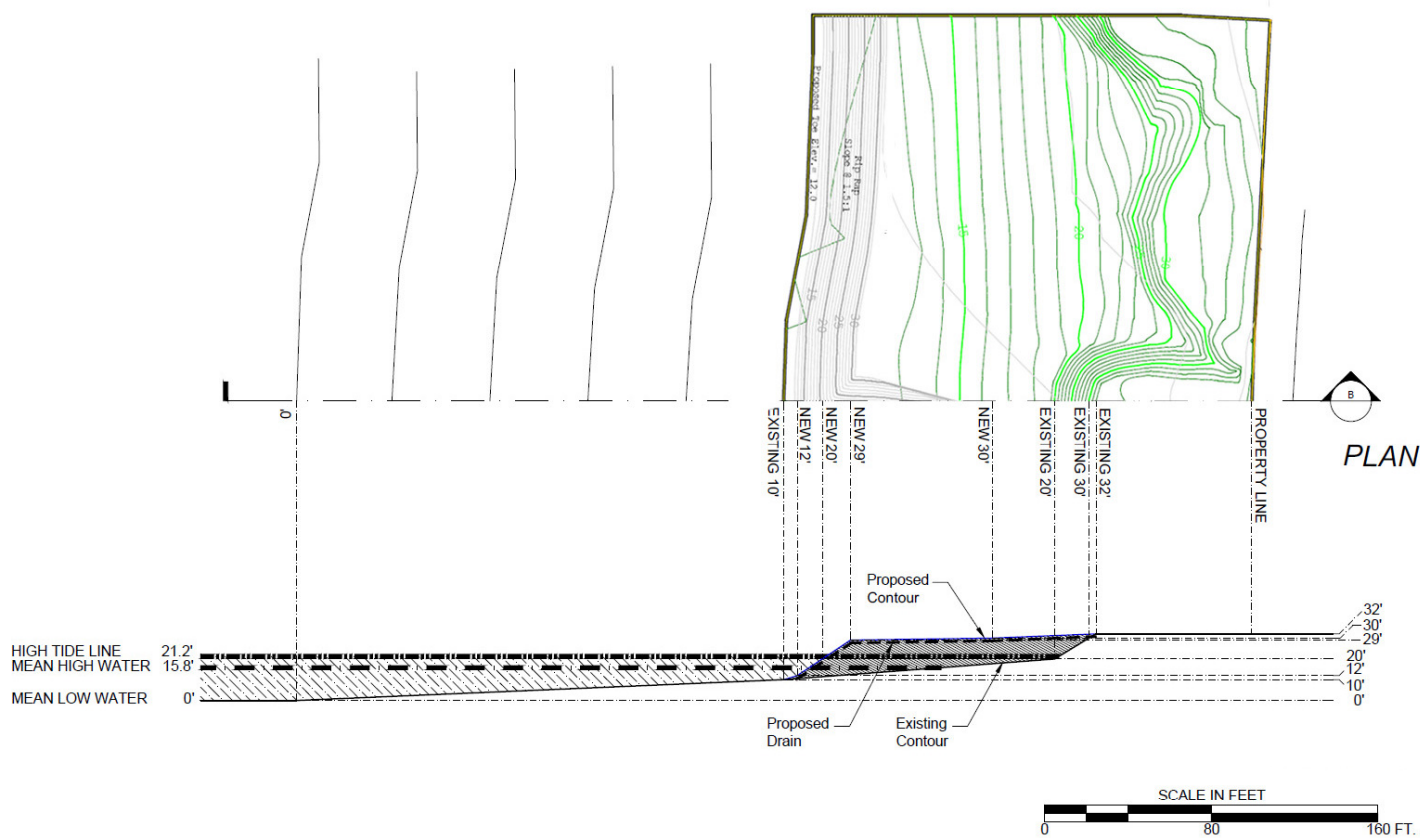 Proposed Toe Elev.= 12.0
Rip Rap
Slope @ 1.5:1
15
20
25
30
15
20
30
0
EXISTING 10'
NEW 12'
NEW 20'
NEW 29'
NEW 30'
EXISTING 20'
EXISTING 30'
EXISTING 32'
PROPERTY LINE
B
PLAN
Proposed
Contour
HIGH TIDE LINE 21.2'
MEAN HIGH WATER 15.8'
MEAN LOW WATER 0'
32'
30'
29'
20'
12'
10'
0'
Proposed
Drain
Existing
Contour
SCALE IN FEET
0 80 160 FT.